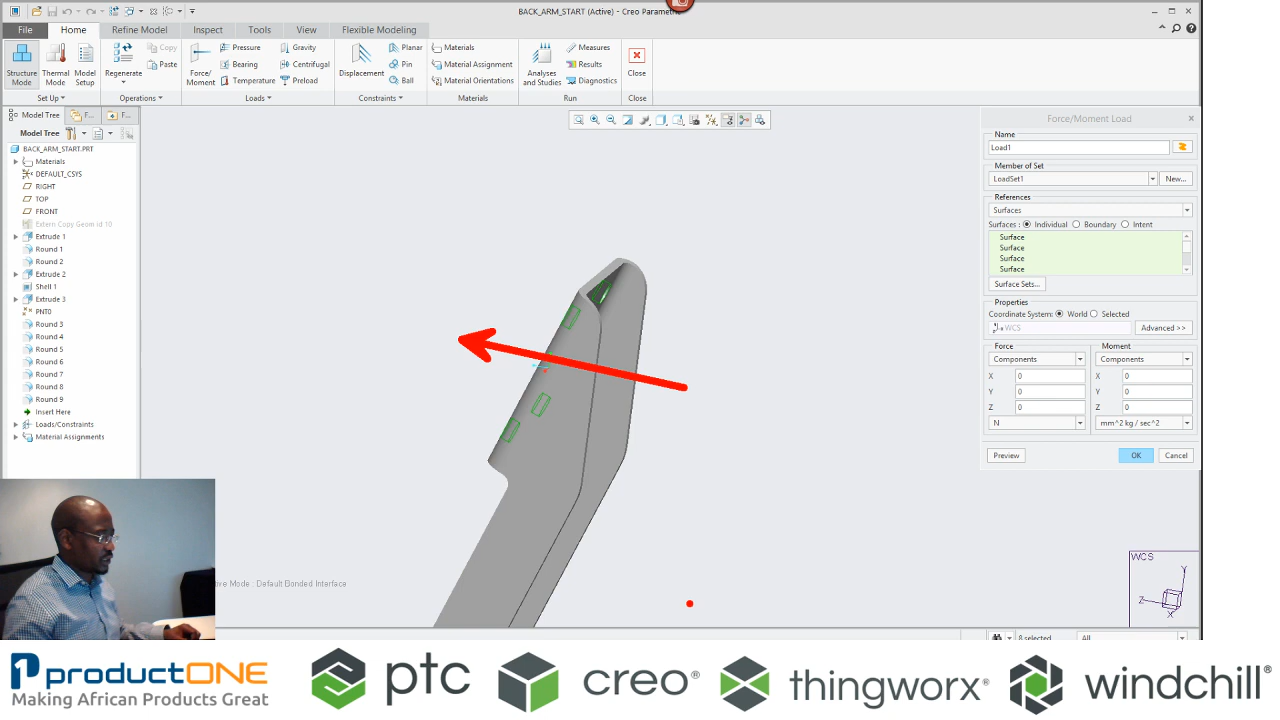 BACK_ARM_START (Active) - Creo Parametric
File Home Refine Model Inspect Tools View Flexible Modeling
Structure Mode
Thermal Mode
Model Setup
Regenerate
Copy
Paste
Force/Moment
Pressure
Bearing
Temperature
Gravity
Centrifugal
Preload
Displacement
Planar
Pin
Ball
Materials
Material Assignment
Material Orientations
Analyses and Studies
Measures
Results
Diagnostics
Close
Set Up Operations Loads Constraints Materials Run Close
Model Tree F... F...
Model Tree
BACK_ARM_START.PRT
Materials
DEFAULT_CSYS
RIGHT
TOP
FRONT
Extern Copy Geom id 10
Extrude 1
Round 1
Round 2
Extrude 2
Shell 1
Extrude 3
PNT0
Round 3
Round 4
Round 5
Round 6
Round 7
Round 8
Round 9
Insert Here
Loads/Constraints
Material Assignments
Force/Moment Load
Name
Load1
Member of Set
LoadSet1 New...
References
Surfaces
Surfaces : Individual Boundary Intent
Surface
Surface
Surface
Surface
Surface Sets...
Properties
Coordinate System: World Selected
WCS Advanced >>
Force Moment
Components Components
X 0 X 0
Y 0 Y 0
Z 0 Z 0
N mm^2 kg / sec^2
Preview OK Cancel
WCS
Y
Z
X
Mode : Default Bonded Interface
8 selected All
productONE
Making African Products Great
ptc
creo®
thingworx®
windchill®